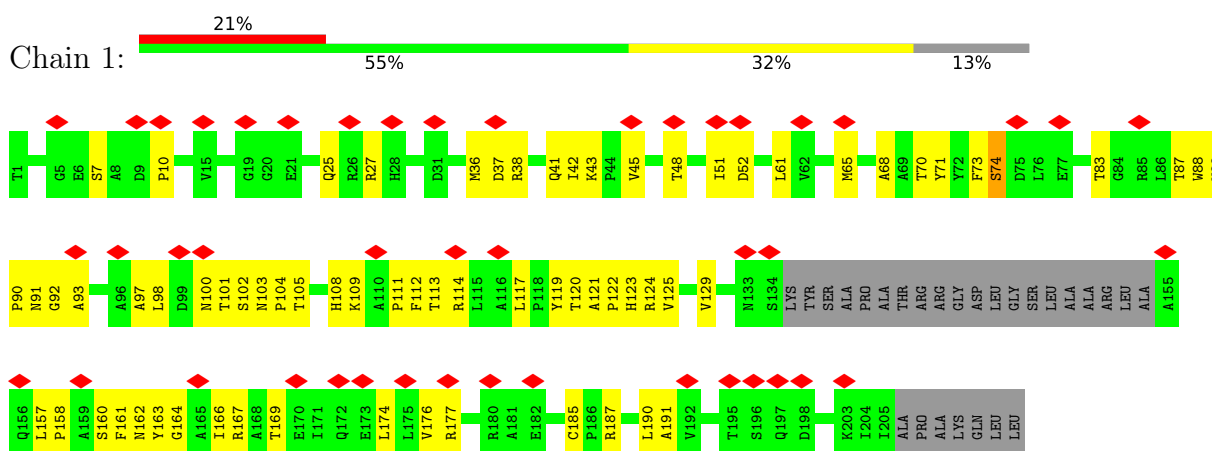 21%
Chain 1:
55% 32% 13%
T1 G5 E6 S7 A8 D9 P10 V15 G19 G20 E21 Q25 R26 R27 H28 D31 M36 D37 R38 Q41 I42 K43 P44 V45 T48 I51 D52 L61 V62 M65 A68 A69 T70 Y71 Y72 F73 S74 D75 L76 E77 T83 G84 R85 L86 T87 W88
P90 N91 G92 A93 A96 A97 L98 D99 N100 T101 S102 N103 P104 T105 H108 K109 A110 P111 F112 T113 R114 L115 A116 L117 P118 Y119 T120 A121 P122 H123 R124 V125 V129 N133 S134 LYS TYR SER ALA PRO ALA THR ARG ARG GLY ASP LEU GLY SER LEU ALA ALA ARG LEU ALA A155
Q156 L157 P158 A159 S160 F161 N162 Y163 G164 A165 I166 R167 A168 T169 E170 I171 Q172 E173 L174 L175 V176 R177 R180 A181 E182 C185 P186 R187 L190 A191 V192 T195 S196 Q197 D198 K203 I204 I205 ALA PRO ALA LYS GLN LEU LEU